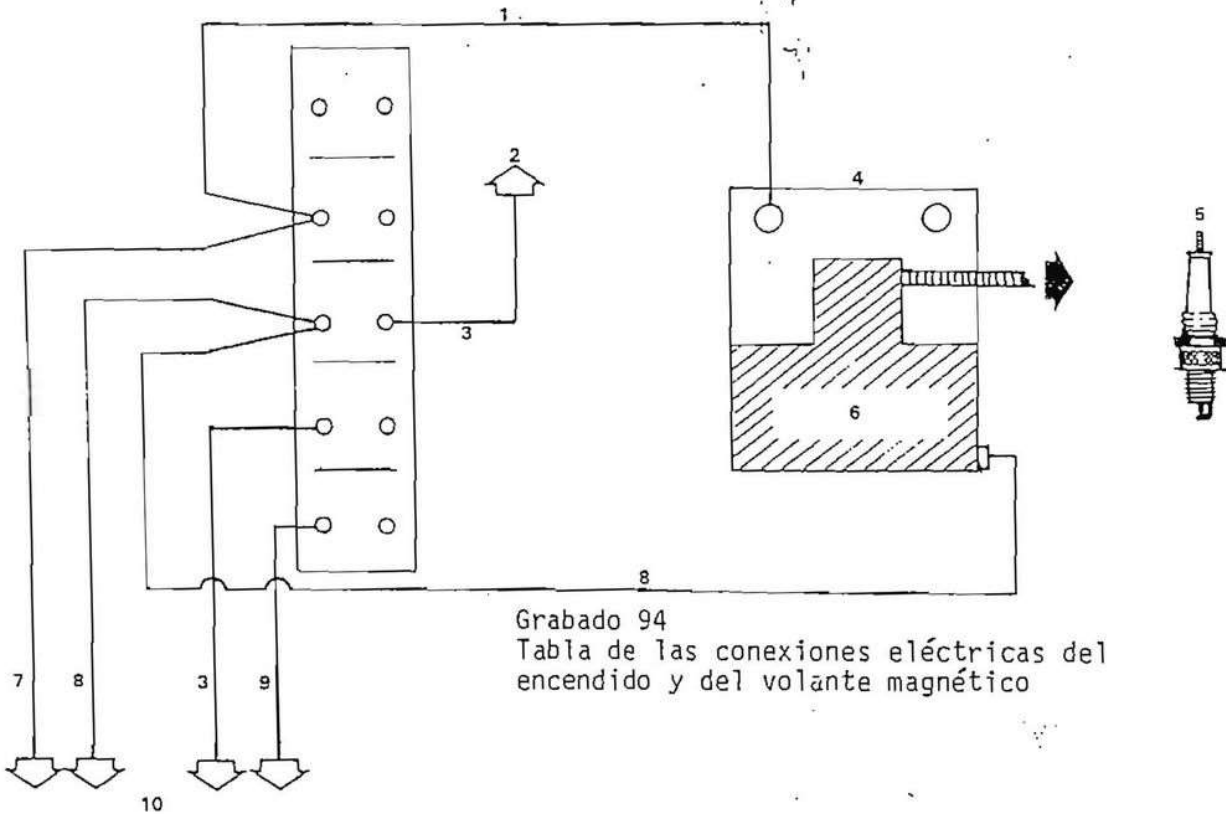 1
2
4
5
3
6
8
Grabado 94
Tabla de las conexiones eléctricas del
encendido y del volante magnético
7 8 3 9
10